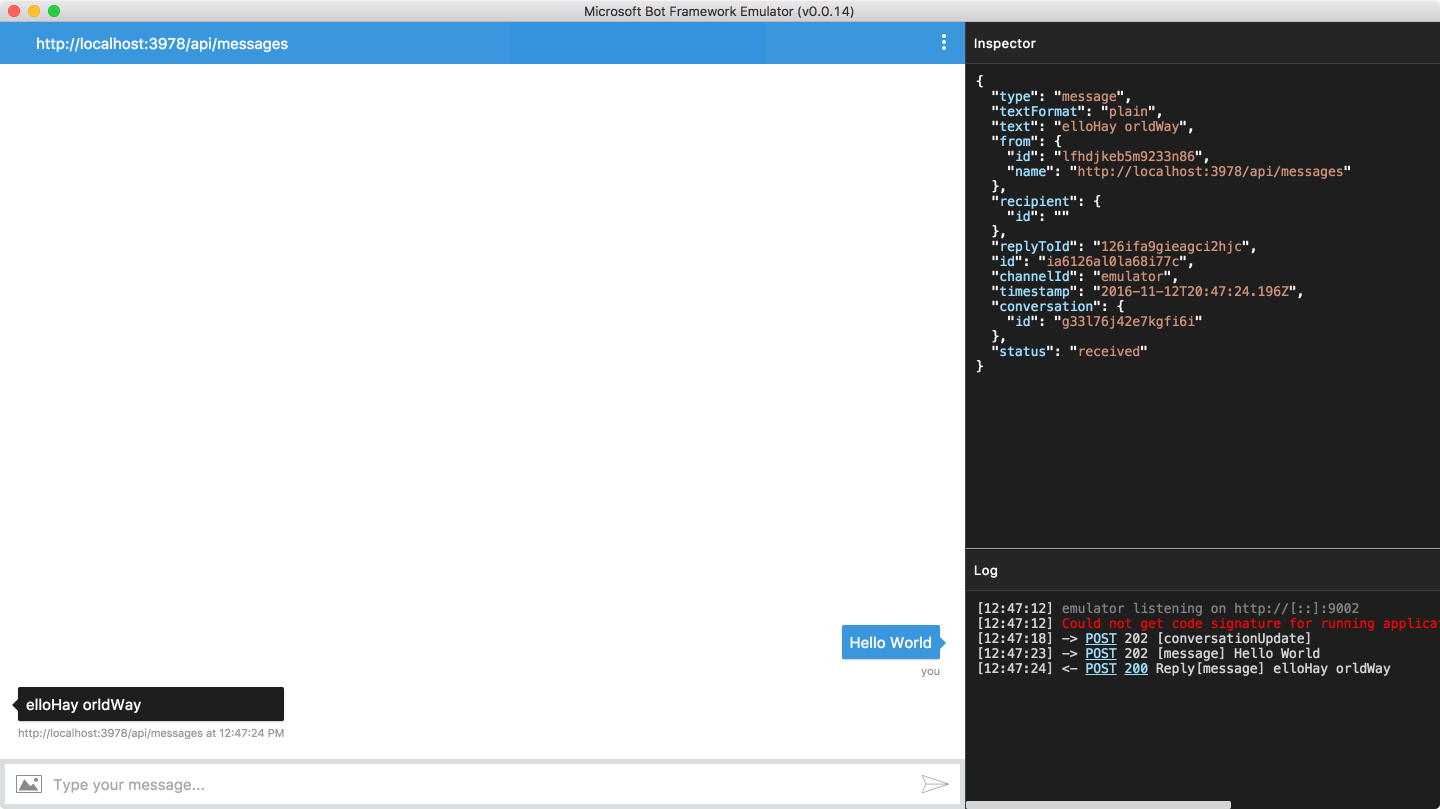 Microsoft Bot Framework Emulator (v0.0.14)
http://localhost:3978/api/messages
Hello World
you
elloHay orldWay
http://localhost:3978/api/messages at 12:47:24 PM
Type your message...
Inspector
{
"type": "message",
"textFormat": "plain",
"text": "elloHay orldWay",
"from": {
"id": "lfhdjkeb5m9233n86",
"name": "http://localhost:3978/api/messages"
},
"recipient": {
"id": ""
},
"replyToId": "126ifa9gieagci2hjc",
"id": "ia6126al0la68i77c",
"channelId": "emulator",
"timestamp": "2016-11-12T20:47:24.196Z",
"conversation": {
"id": "g33l76j42e7kgfi6i"
},
"status": "received"
}
Log
[12:47:12] emulator listening on http://[::]:9002
[12:47:12] Could not get code signature for running applica
[12:47:18] -> POST 202 [conversationUpdate]
[12:47:23] -> POST 202 [message] Hello World
[12:47:24] <- POST 200 Reply[message] elloHay orldWay